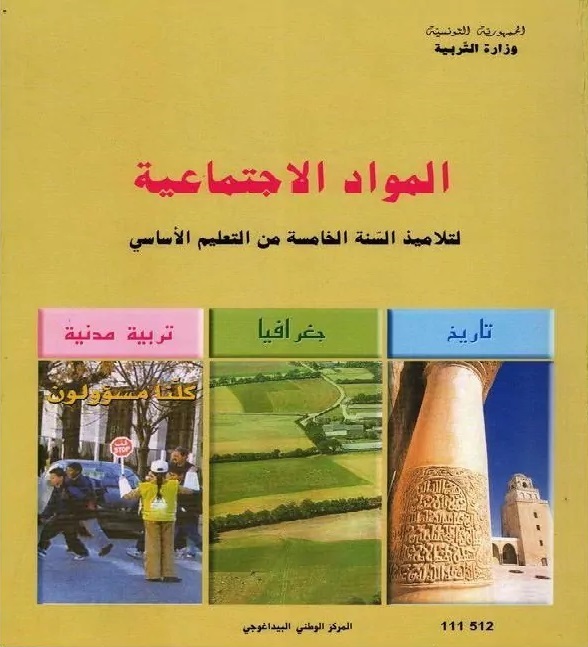 الجمهورية التونسية
وزارة التربية
المواد الاجتماعية
لتلاميذ السنة الخامسة من التعليم الأساسي
تاريخ
جغرافيا
تربية مدنية
كلنا مسؤولون
قف
STOP
المركز الوطني البيداغوجي
111 512